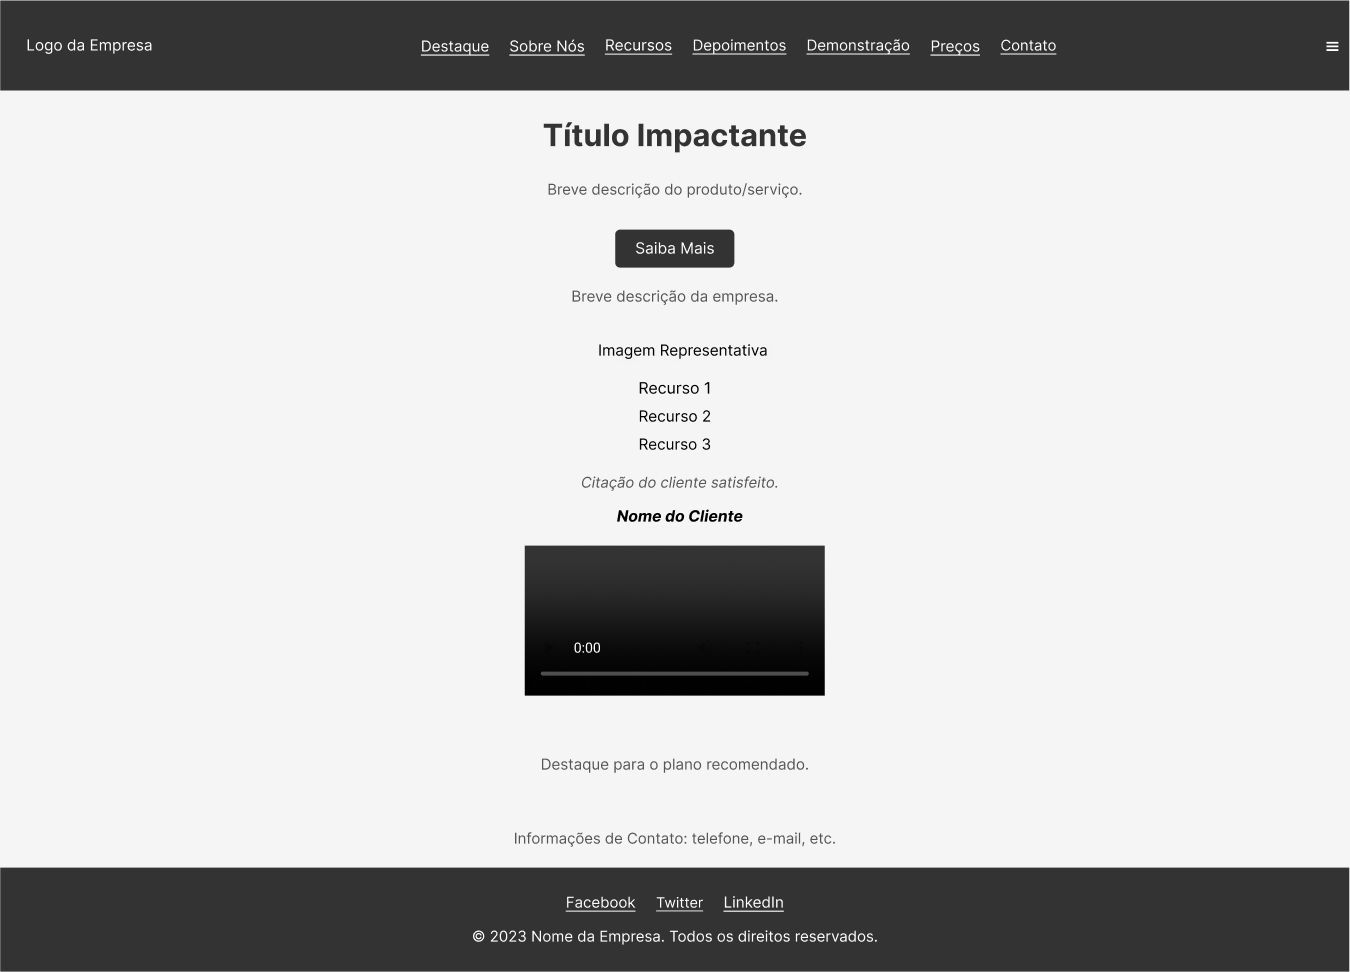 Logo da Empresa
Destaque Sobre Nós Recursos Depoimentos Demonstração Preços Contato
Título Impactante
Breve descrição do produto/serviço.
Saiba Mais
Breve descrição da empresa.
Imagem Representativa
Recurso 1
Recurso 2
Recurso 3
Citação do cliente satisfeito.
Nome do Cliente
0:00
Destaque para o plano recomendado.
Informações de Contato: telefone, e-mail, etc.
Facebook Twitter LinkedIn
© 2023 Nome da Empresa. Todos os direitos reservados.